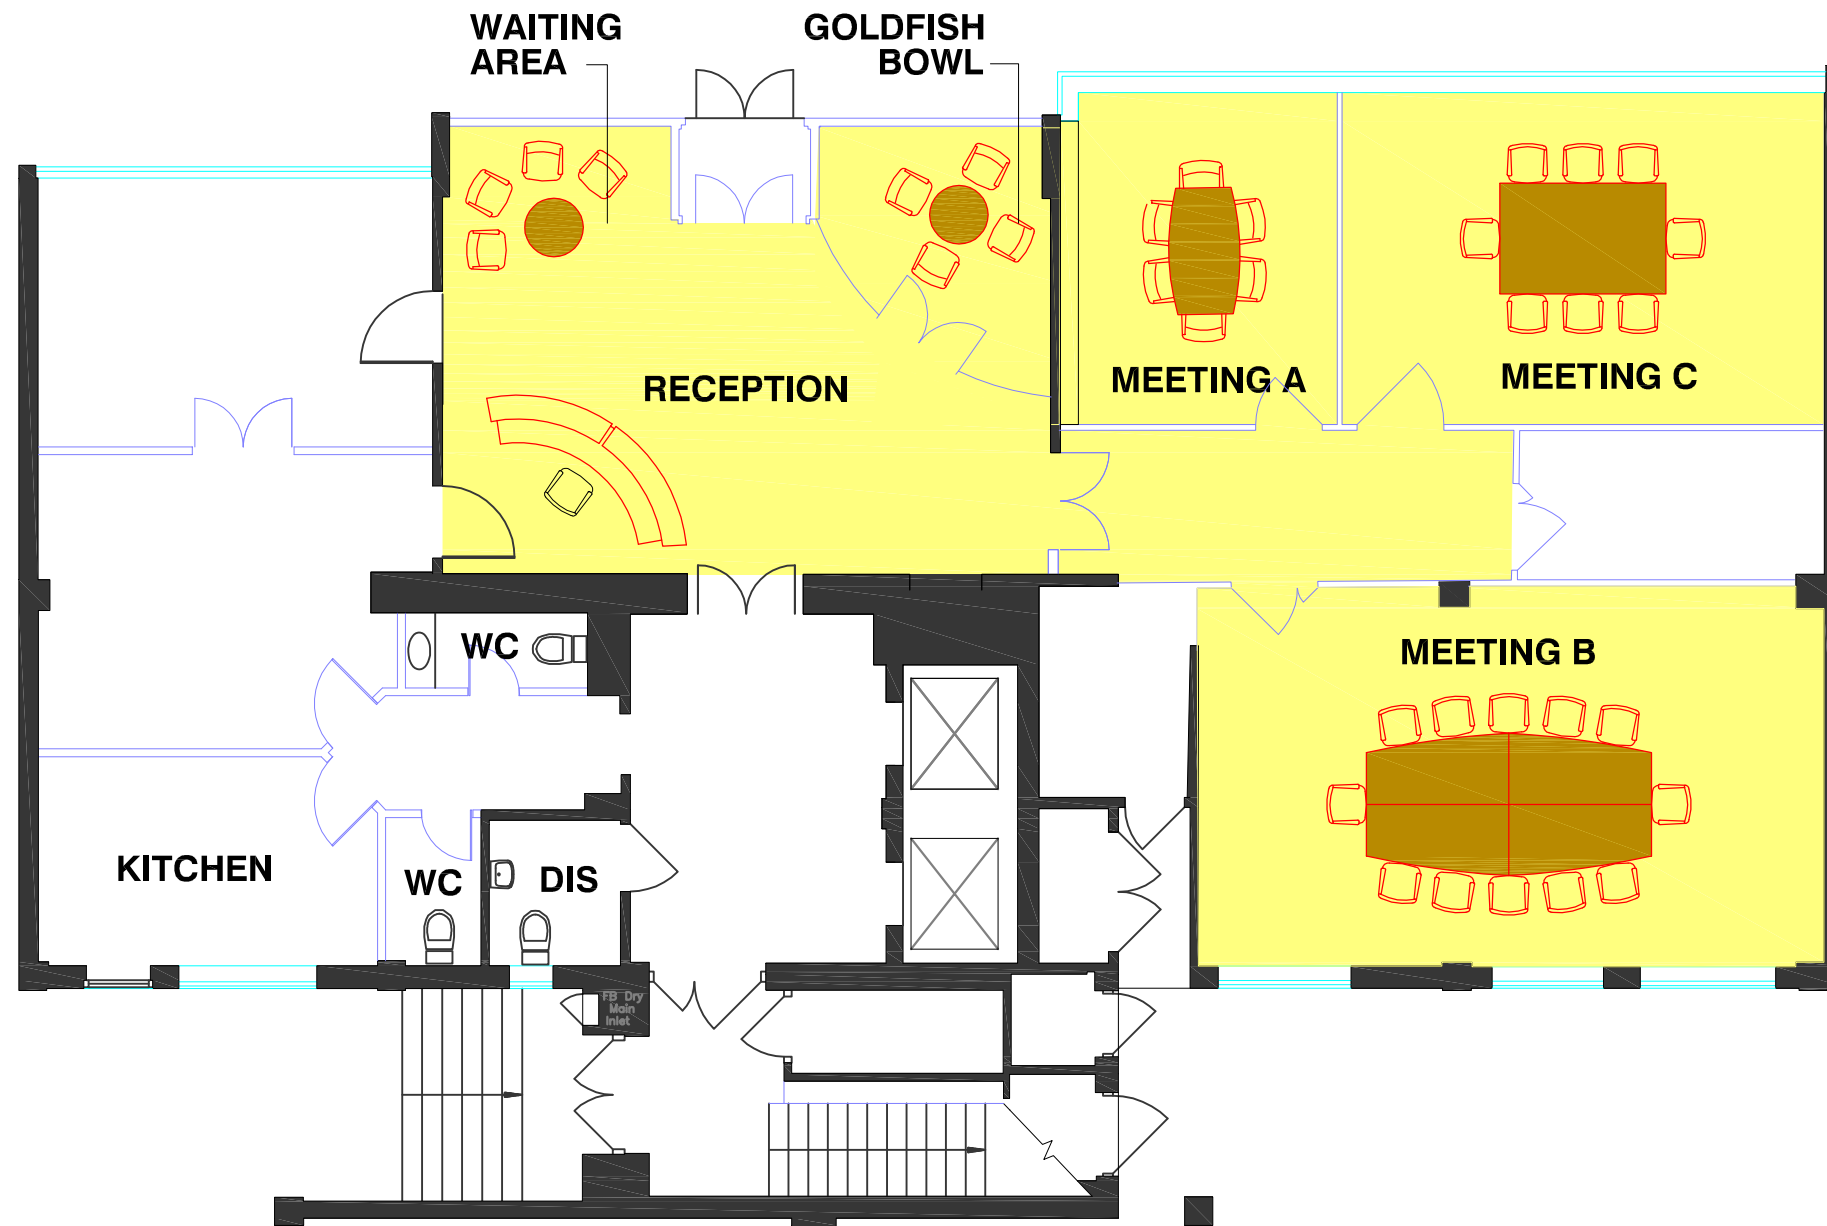 WAITING
AREA
GOLDFISH
BOWL
RECEPTION
MEETING A
MEETING C
WC
MEETING B
KITCHEN
WC
DIS
FB Dry
Main
Inlet